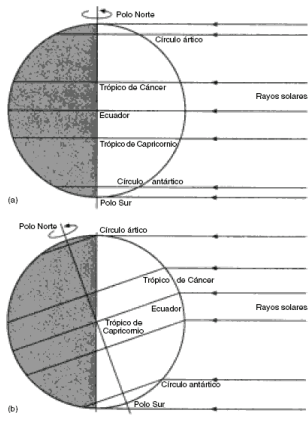 Polo Norte
Círculo ártico
Trópico de Cáncer
Rayos solares
Ecuador
Trópico de Capricornio
Círculo antártico
(a)
Polo Sur
Polo Norte
Círculo ártico
Trópico de Cáncer
Ecuador
Rayos solares
Trópico de
Capricornio
Círculo antártico
(b)
Polo Sur